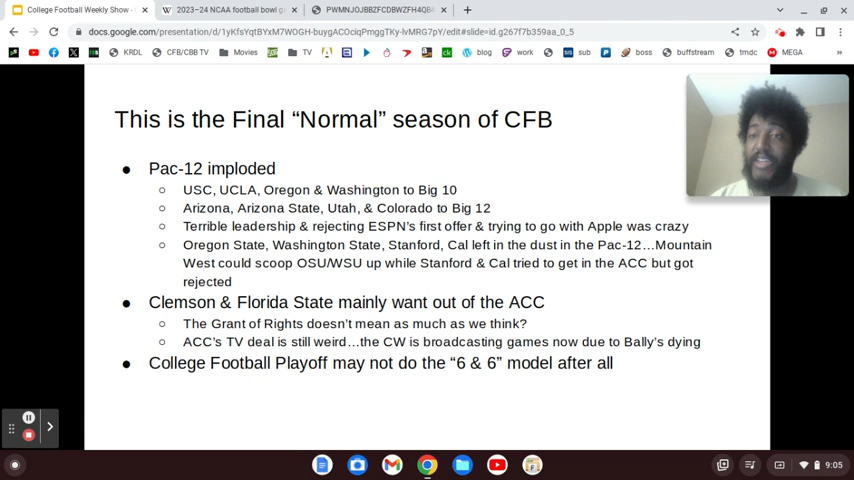 College Football Weekly Show -
2023–24 NCAA football bowl g
PWMNJOJBBZFCDBWZFH4QB
docs.google.com/presentation/d/1yKfsYqtBYxM7WOGH-buygACOciqPmggTKy-lvMRG7pY/edit#slide=id.g267f7b359aa_0_5
KRDL CFB/CBB TV Movies TV blog work sub boss buffstream tmdc MEGA
This is the Final “Normal” season of CFB
● Pac-12 imploded
○ USC, UCLA, Oregon & Washington to Big 10
○ Arizona, Arizona State, Utah, & Colorado to Big 12
○ Terrible leadership & rejecting ESPN’s first offer & trying to go with Apple was crazy
○ Oregon State, Washington State, Stanford, Cal left in the dust in the Pac-12…Mountain
West could scoop OSU/WSU up while Stanford & Cal tried to get in the ACC but got
rejected
● Clemson & Florida State mainly want out of the ACC
○ The Grant of Rights doesn’t mean as much as we think?
○ ACC’s TV deal is still weird…the CW is broadcasting games now due to Bally’s dying
● College Football Playoff may not do the “6 & 6” model after all
9:05